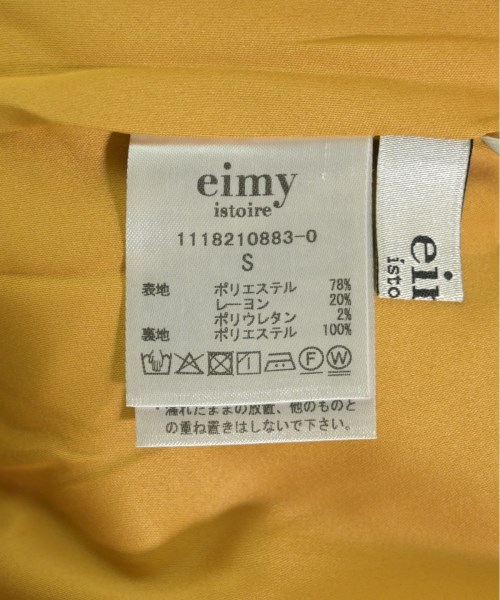 eimy
istoire
1118210883-0
S
表地 ポリエステル 78%
レーヨン 20%
ポリウレタン 2%
裏地 ポリエステル 100%
F W
・濡れたままの放置、他のものと
の重ね置きはしないで下さい。